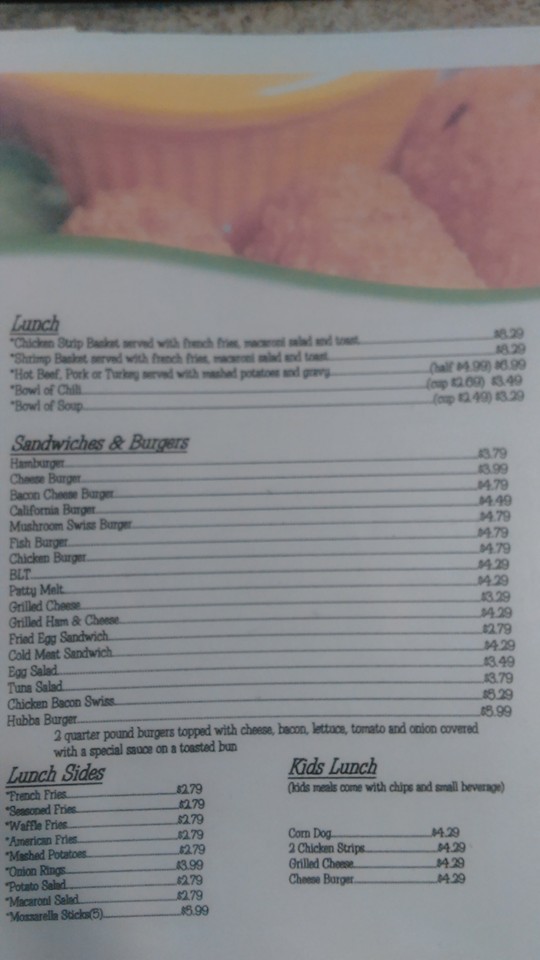 Lunch
*Chicken Strip Basket served with french fries, macaroni salad and toast $8.29
*Shrimp Basket served with french fries, macaroni salad and toast $8.29
*Hot Beef, Pork or Turkey served with mashed potatoes and gravy (half $4.99) $6.99
*Bowl of Chili (cup $2.69) $3.49
*Bowl of Soup (cup $2.49) $3.29
Sandwiches & Burgers
Hamburger $3.79
Cheese Burger $3.99
Bacon Cheese Burger $4.79
California Burger $4.49
Mushroom Swiss Burger $4.79
Fish Burger $4.79
Chicken Burger $4.79
BLT $4.29
Patty Melt $4.29
Grilled Cheese $3.29
Grilled Ham & Cheese $4.29
Fried Egg Sandwich $2.79
Cold Meat Sandwich $4.29
Egg Salad $3.49
Tuna Salad $3.79
Chicken Bacon Swiss $5.29
Hubba Burger $5.99
2 quarter pound burgers topped with cheese, bacon, lettuce, tomato and onion covered
with a special sauce on a toasted bun
Lunch Sides
*French Fries $2.79
*Seasoned Fries $2.79
*Waffle Fries $2.79
*American Fries $2.79
*Mashed Potatoes $2.79
*Onion Rings $3.99
*Potato Salad $2.79
*Macaroni Salad $2.79
*Mozzarella Sticks(5) $5.99
Kids Lunch
(kids meals come with chips and small beverage)
Corn Dog $4.29
2 Chicken Strips $4.29
Grilled Cheese $4.29
Cheese Burger $4.29